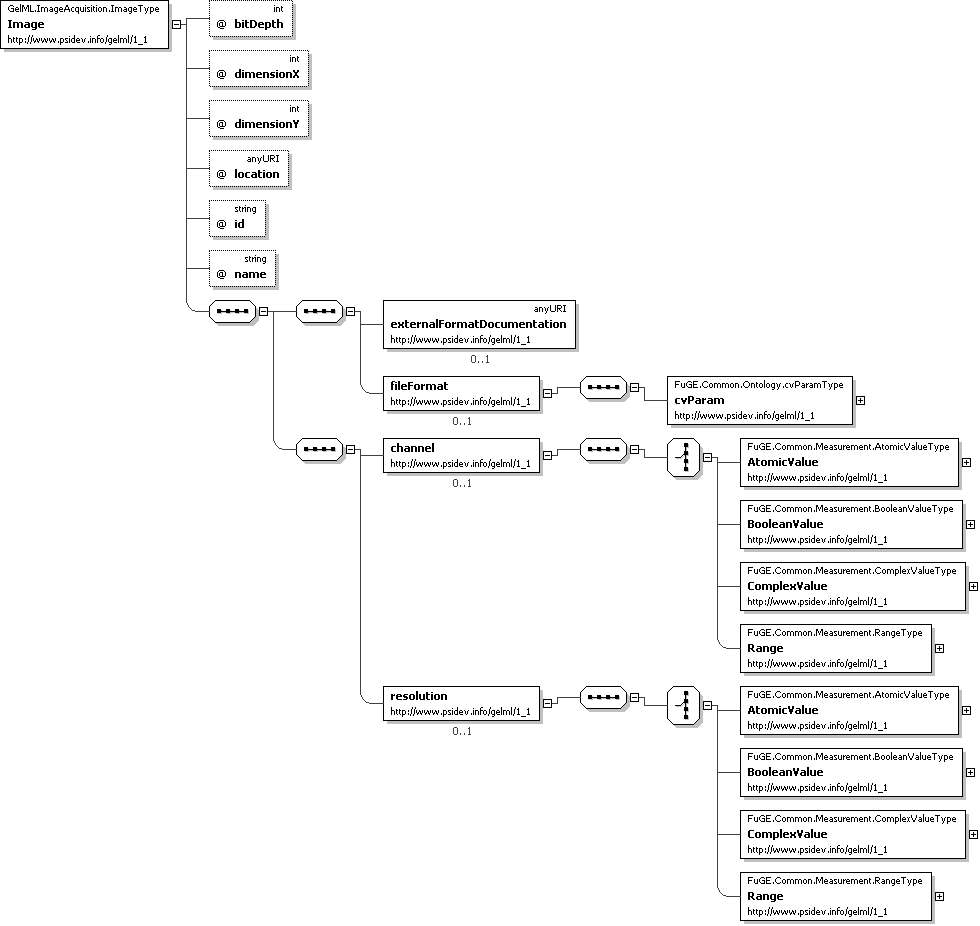 GelML.ImageAcquisition.ImageType
Image
http://www.psidev.info/gelml/1_1
int
@ bitDepth
int
@ dimensionX
int
@ dimensionY
anyURI
@ location
string
@ id
string
@ name
anyURI
externalFormatDocumentation
http://www.psidev.info/gelml/1_1
0..1
fileFormat
http://www.psidev.info/gelml/1_1
0..1
FuGE.Common.Ontology.cvParamType
cvParam
http://www.psidev.info/gelml/1_1
channel
http://www.psidev.info/gelml/1_1
0..1
FuGE.Common.Measurement.AtomicValueType
AtomicValue
http://www.psidev.info/gelml/1_1
FuGE.Common.Measurement.BooleanValueType
BooleanValue
http://www.psidev.info/gelml/1_1
FuGE.Common.Measurement.ComplexValueType
ComplexValue
http://www.psidev.info/gelml/1_1
FuGE.Common.Measurement.RangeType
Range
http://www.psidev.info/gelml/1_1
resolution
http://www.psidev.info/gelml/1_1
0..1
FuGE.Common.Measurement.AtomicValueType
AtomicValue
http://www.psidev.info/gelml/1_1
FuGE.Common.Measurement.BooleanValueType
BooleanValue
http://www.psidev.info/gelml/1_1
FuGE.Common.Measurement.ComplexValueType
ComplexValue
http://www.psidev.info/gelml/1_1
FuGE.Common.Measurement.RangeType
Range
http://www.psidev.info/gelml/1_1